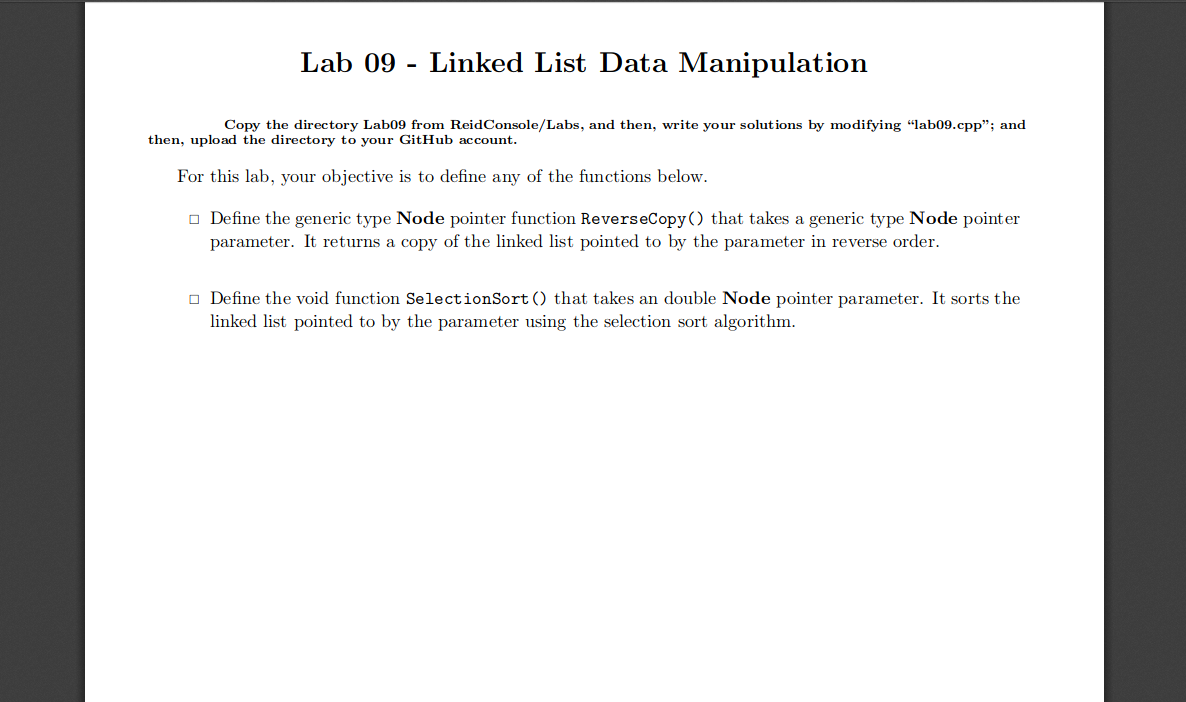 Lab 09 - Linked List Data Manipulation
Copy the directory Lab09 from ReidConsole/Labs, and then, write your solutions by modifying “lab09.cpp”; and
then, upload the directory to your GitHub account.
For this lab, your objective is to define any of the functions below.
□ Define the generic type Node pointer function ReverseCopy() that takes a generic type Node pointer
parameter. It returns a copy of the linked list pointed to by the parameter in reverse order.
□ Define the void function SelectionSort() that takes an double Node pointer parameter. It sorts the
linked list pointed to by the parameter using the selection sort algorithm.